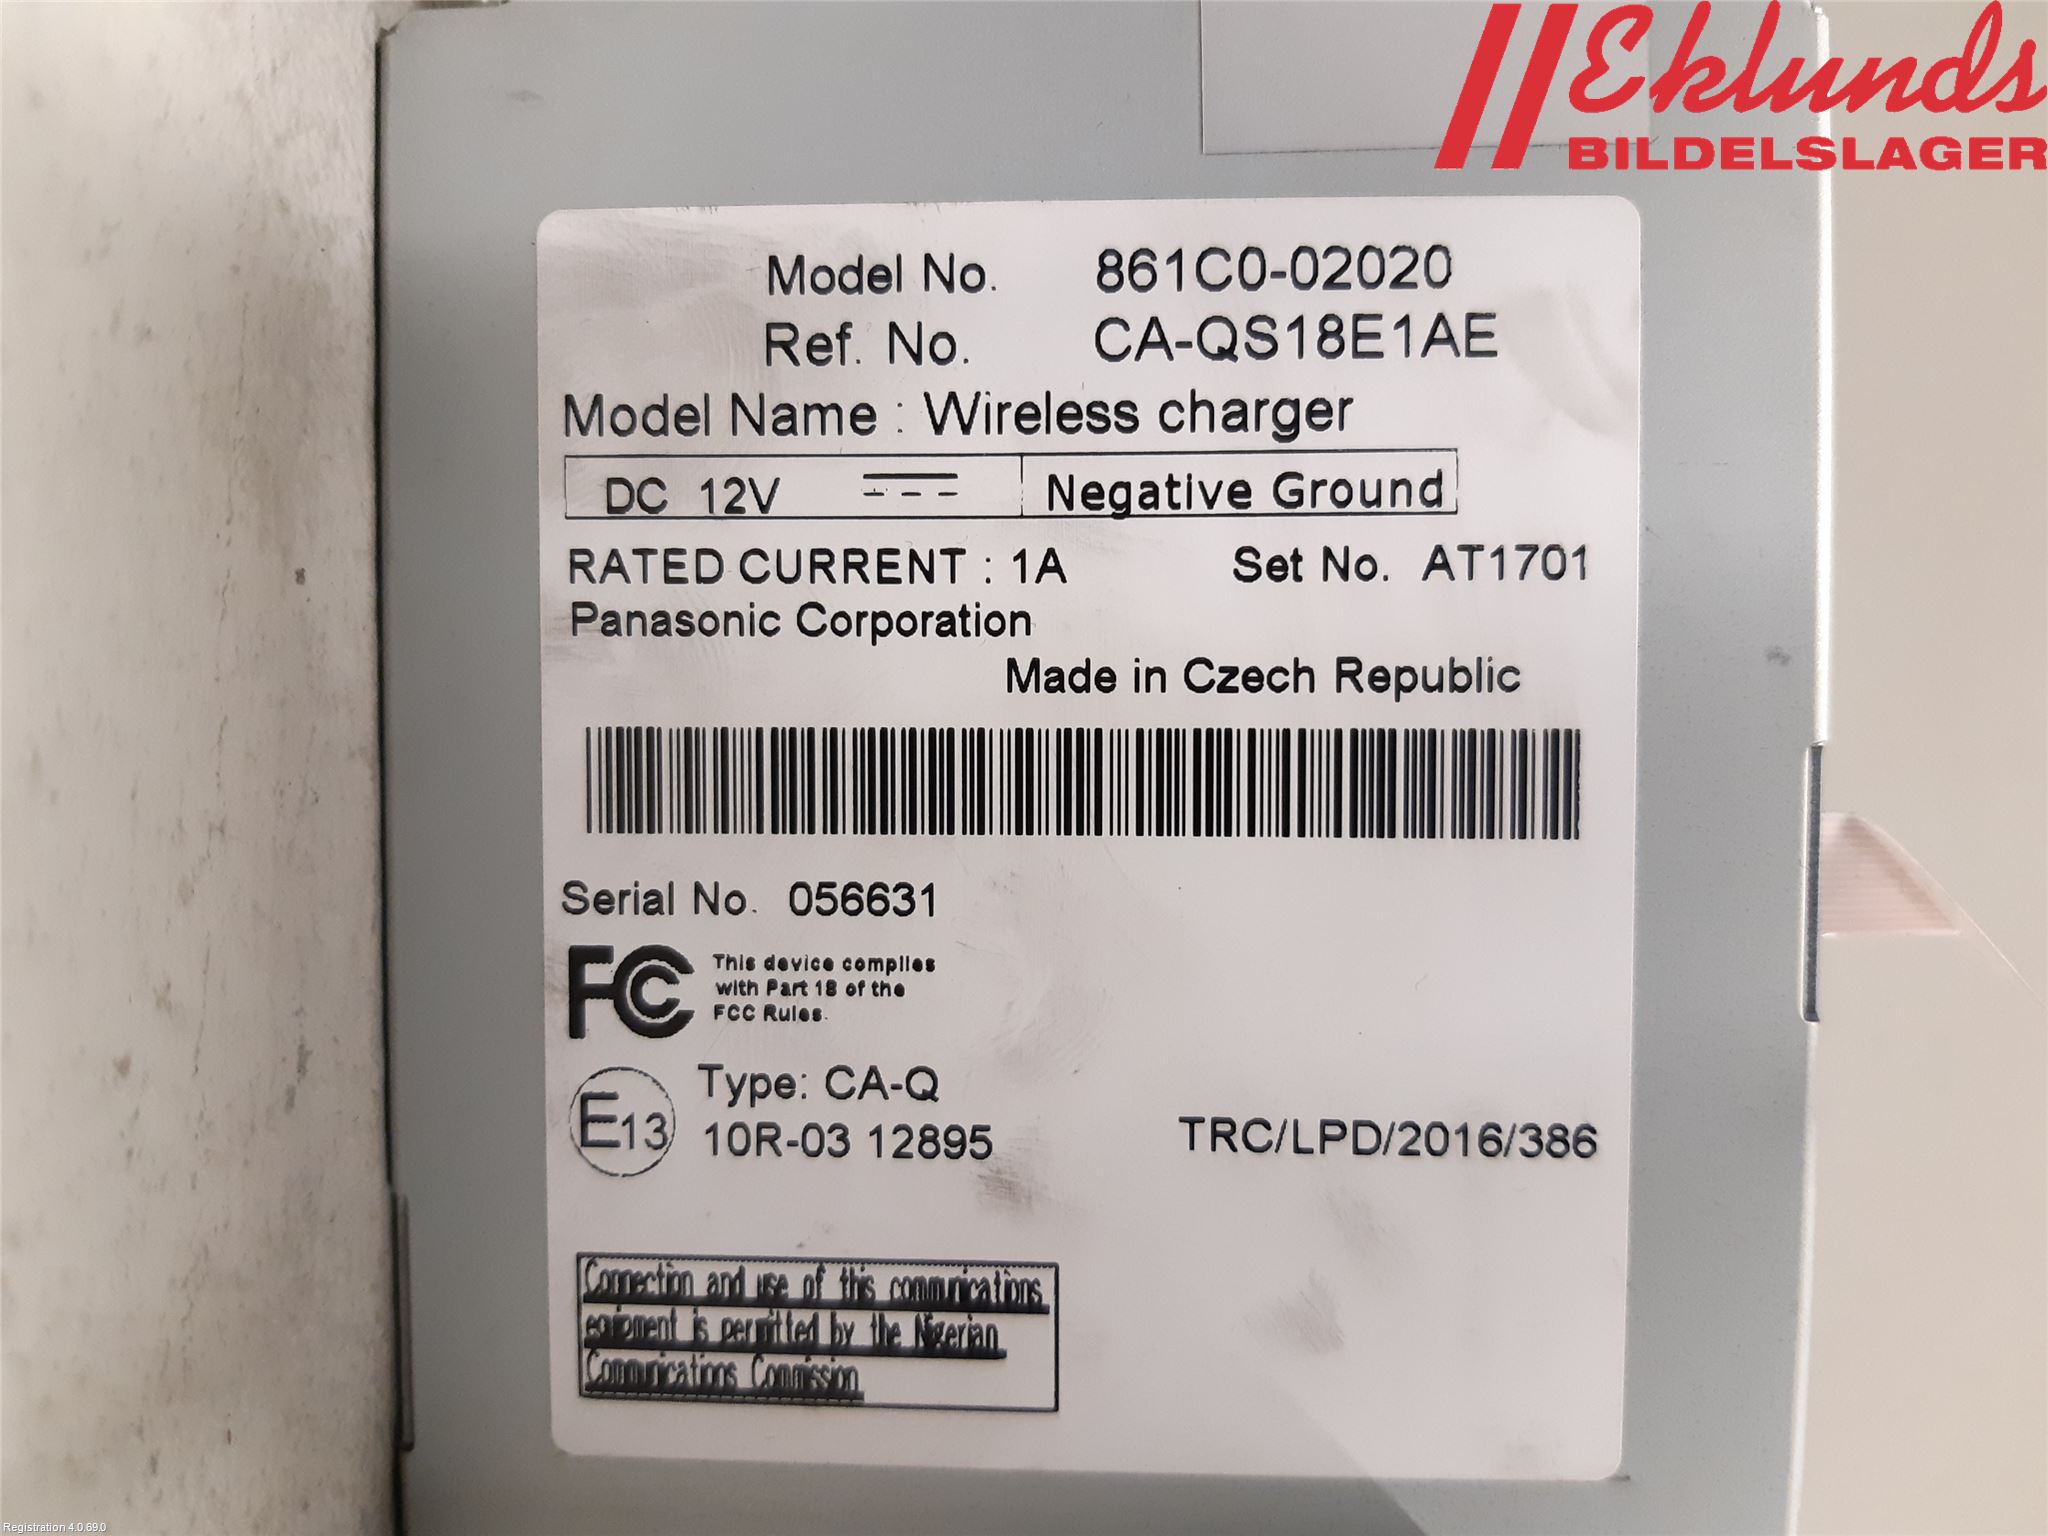 Eklunds
BILDELSLAGER
Model No. 861C0-02020
Ref. No. CA-QS18E1AE
Model Name : Wireless charger
DC 12V Negative Ground
RATED CURRENT : 1A Set No. AT1701
Panasonic Corporation
Made in Czech Republic
Serial No. 056631
FC This device complies
with Part 18 of the
FCC Rules.
Type: CA-Q
E13 10R-03 12895 TRC/LPD/2016/386
Connection and use of this communications
equipment is permitted by the Nigerian
Communications Commission
Registration 4.0.69.0